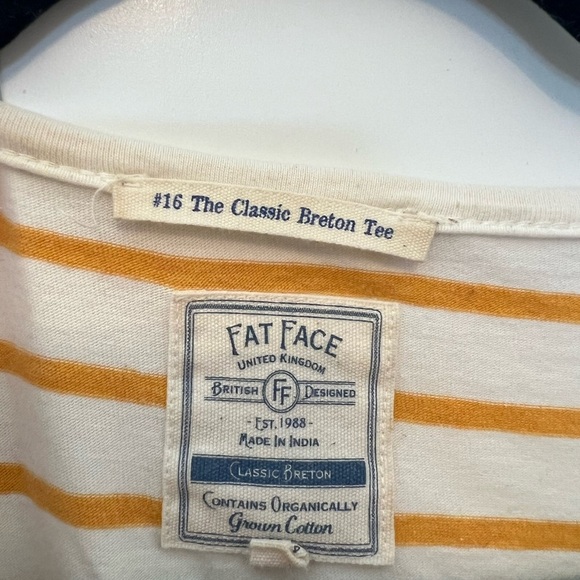 #16 The Classic Breton Tee
FAT FACE
UNITED KINGDOM
BRITISH FF DESIGNED
- EST. 1988 -
MADE IN INDIA
CLASSIC BRETON
CONTAINS ORGANICALLY
Grown Cotton